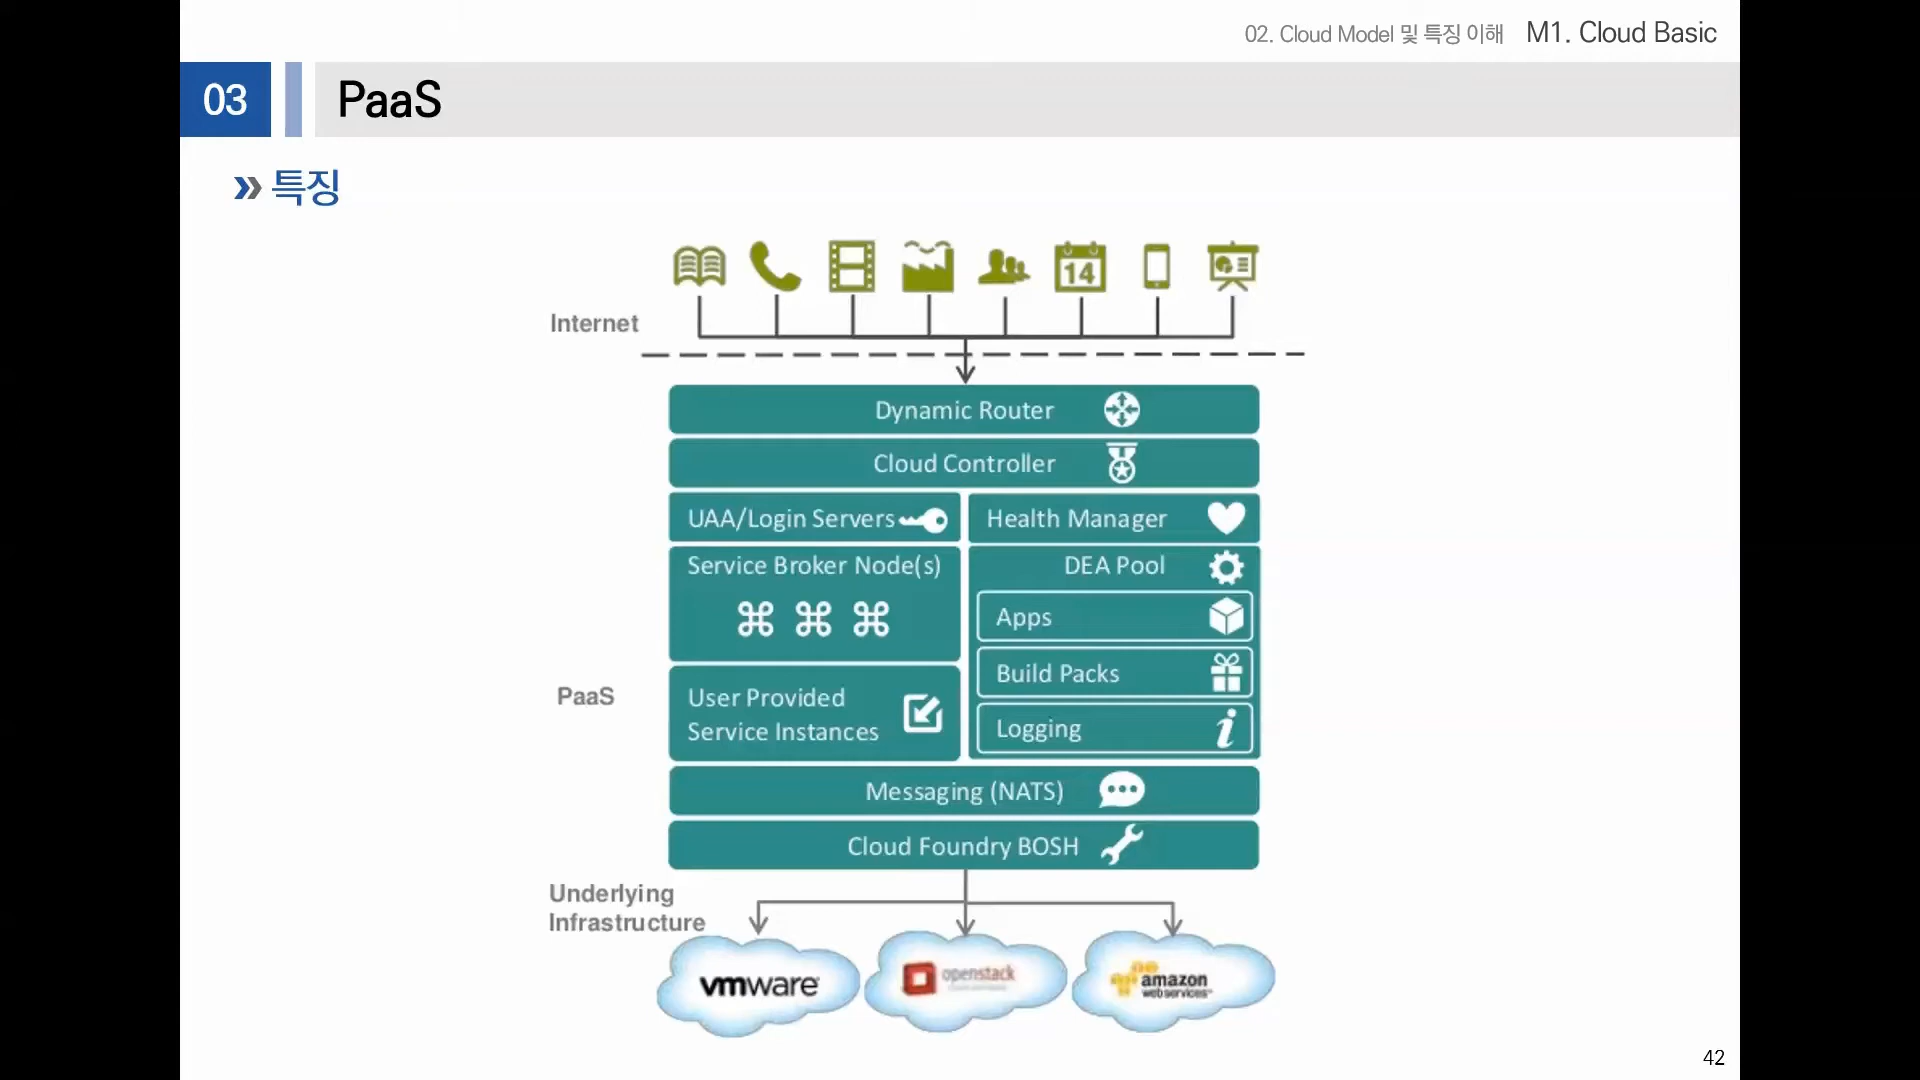 02. Cloud Model 및 특징 이해 M1. Cloud Basic
03 PaaS
특징
14
Internet
Dynamic Router
Cloud Controller
UAA/Login Servers
Health Manager
Service Broker Node(s)
DEA Pool
Apps
Build Packs
Logging
PaaS
User Provided
Service Instances
Messaging (NATS)
Cloud Foundry BOSH
Underlying
Infrastructure
vmware
openstack
amazon
webservices™
42